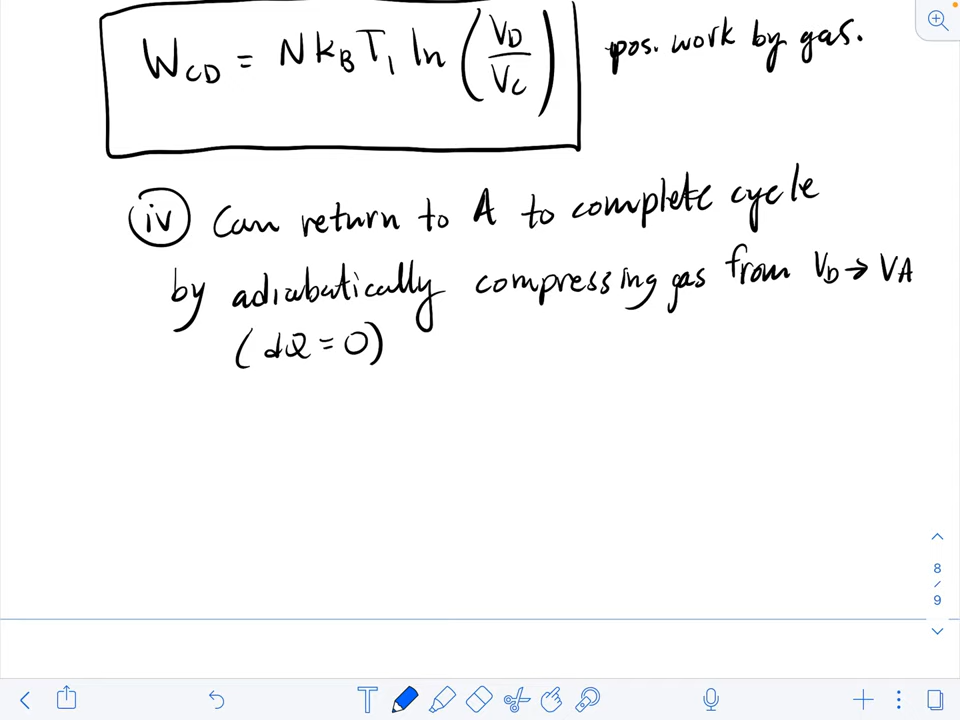 W_CD = N k_B T_1 ln (V_D / V_C) pos. work by gas.
iv Can return to A to complete cycle
by adiabatically compressing gas from V_D → V_A
(dQ = 0)
8
/
9
T